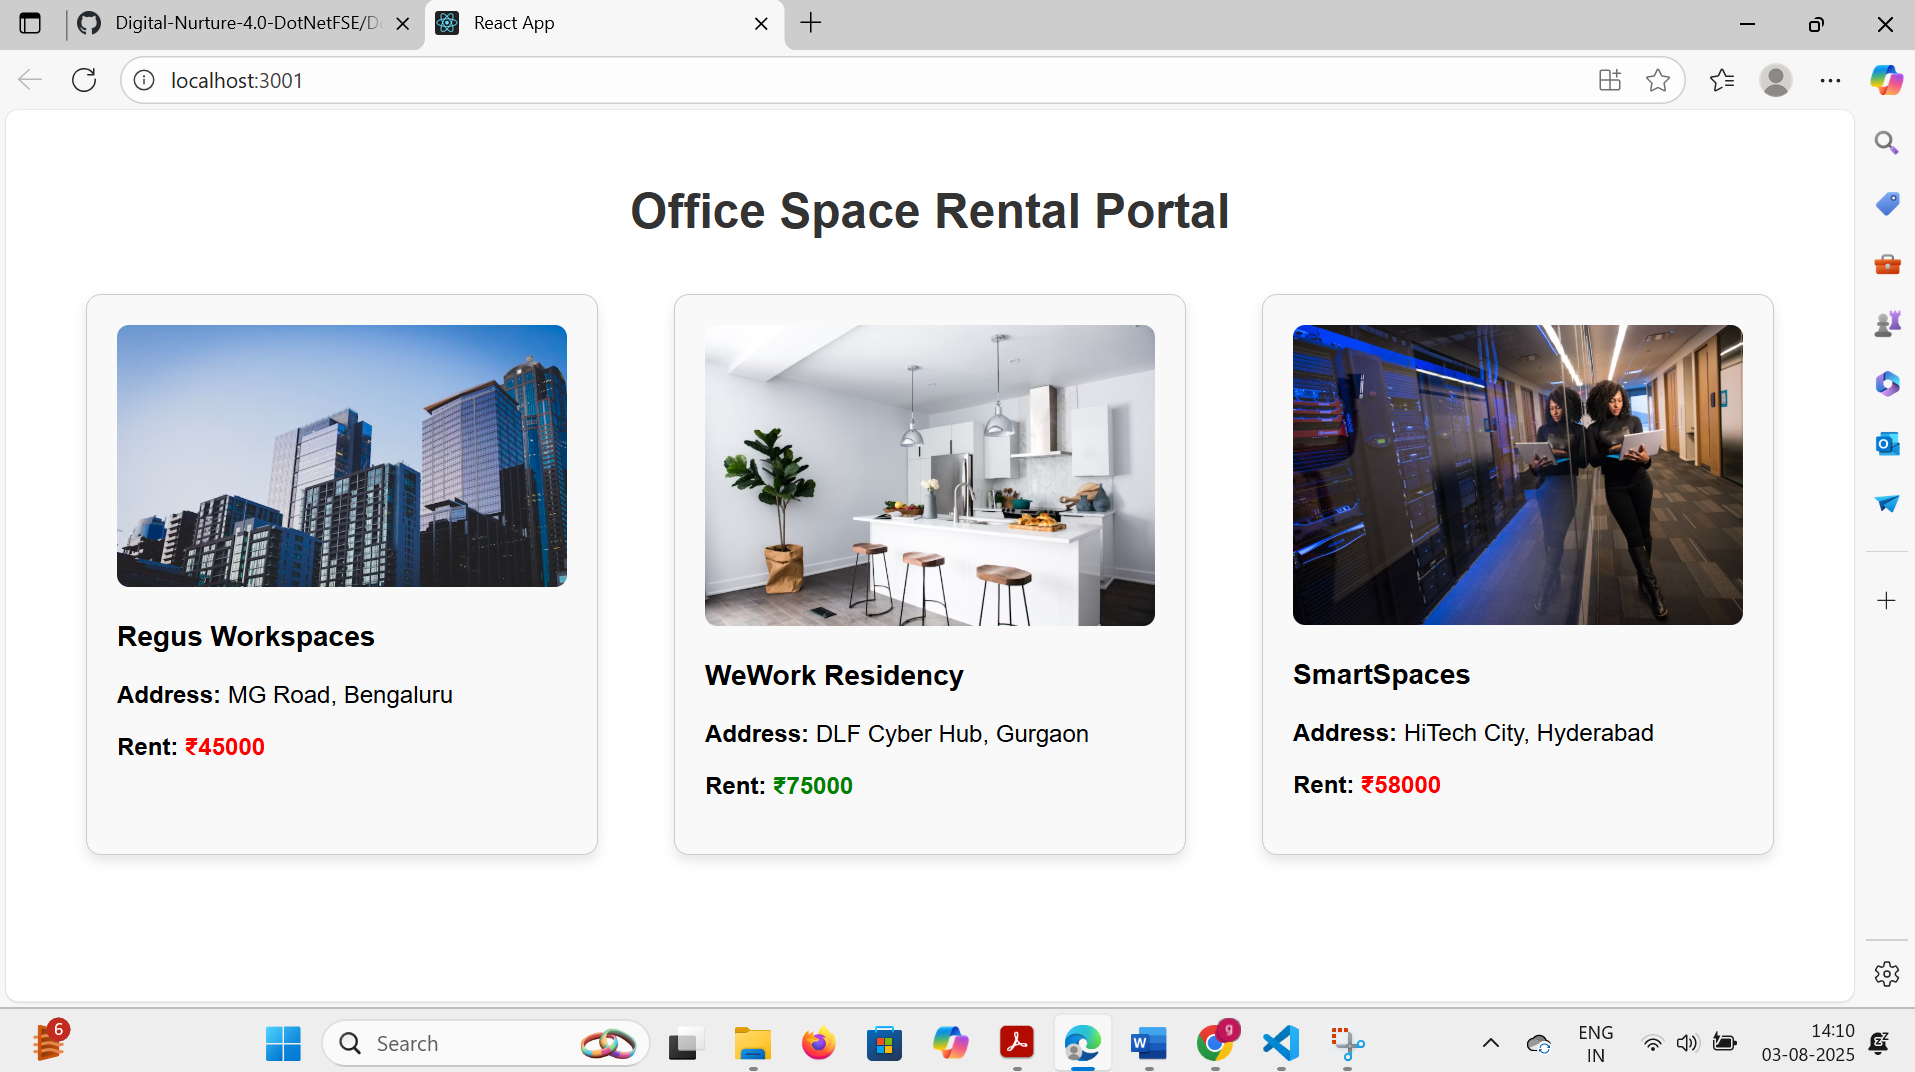 Digital-Nurture-4.0-DotNetFSE/D
React App
localhost:3001
Office Space Rental Portal
Regus Workspaces
Address: MG Road, Bengaluru
Rent: ₹45000
WeWork Residency
Address: DLF Cyber Hub, Gurgaon
Rent: ₹75000
SmartSpaces
Address: HiTech City, Hyderabad
Rent: ₹58000
6
Search
g
ENG
IN
14:10
03-08-2025